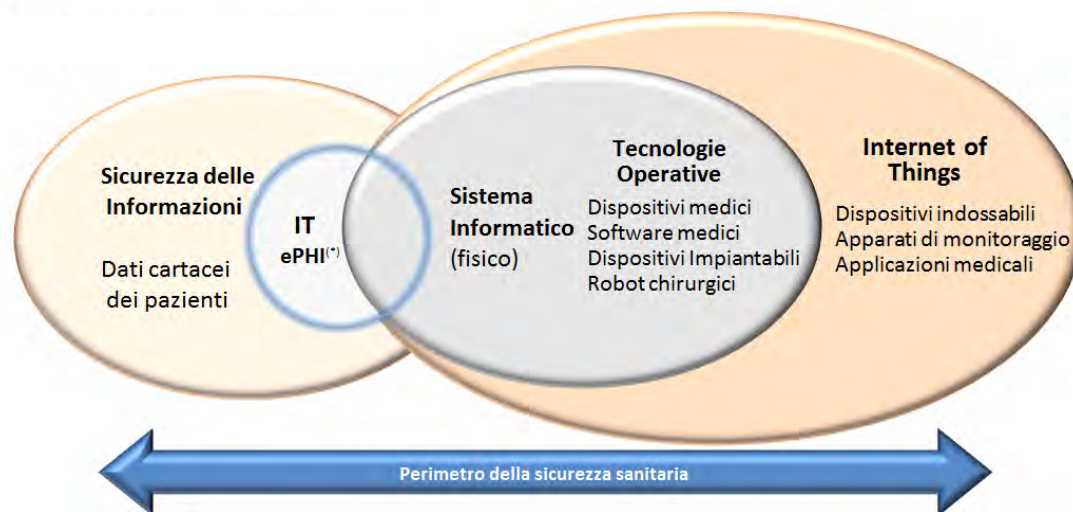 Sicurezza delle
Informazioni
Dati cartacei
dei pazienti
IT
ePHI(*)
Sistema
Informatico
(fisico)
Tecnologie
Operative
Dispositivi medici
Software medici
Dispositivi Impiantabili
Robot chirurgici
Internet of
Things
Dispositivi indossabili
Apparati di monitoraggio
Applicazioni medicali
Perimetro della sicurezza sanitaria